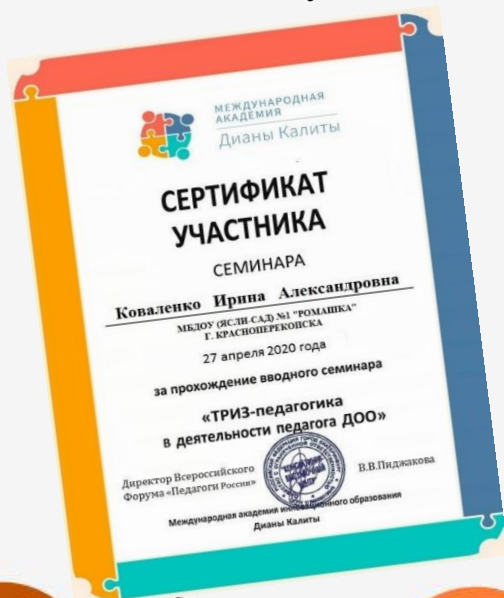 МЕЖДУНАРОДНАЯ
АКАДЕМИЯ
Дианы Калиты
СЕРТИФИКАТ
УЧАСТНИКА
СЕМИНАРА
Коваленко Ирина Александровна
МБДОУ (ЯСЛИ-САД) №1 "РОМАШКА"
Г. КРАСНОПЕРЕКОПСКА
27 апреля 2020 года
за прохождение вводного семинара
«ТРИЗ-педагогика
в деятельности педагога ДОО»
Директор Всероссийского
Форума «Педагоги России»
В.В.Пиджакова
Международная академия инновационного образования
Дианы Калиты